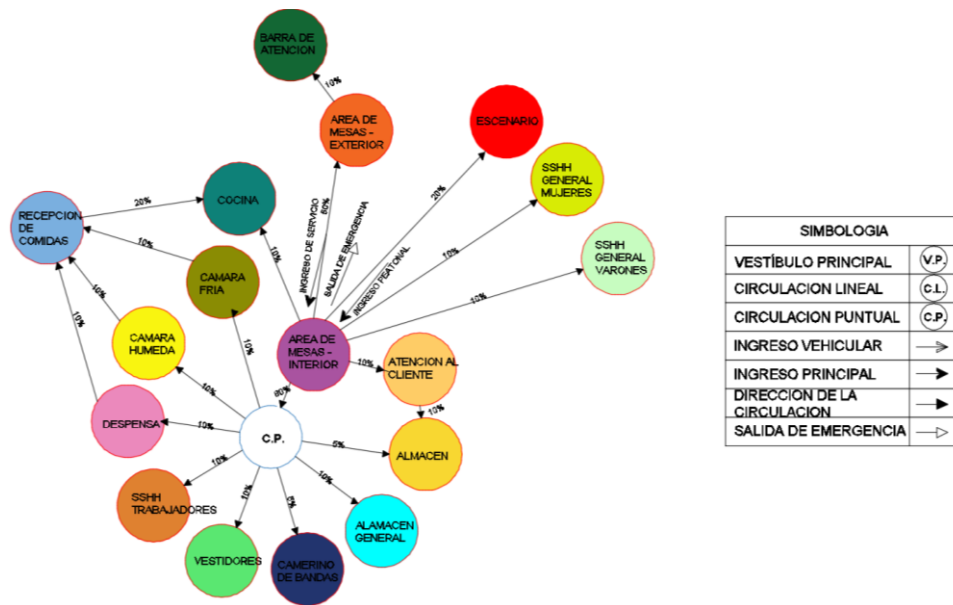 BARRA DE
ATENCION
10%
AREA DE
MESAS -
EXTERIOR
ESCENARIO
SSHH
GENERAL
MUJERES
SSHH
GENERAL
VARONES
RECEPCION
DE
COMIDAS
20%
COCINA
10%
CAMARA
FRIA
10%
INGRESO DE SERVICIO
80%
SALIDA DE EMERGENCIA
INGRESO PEATONAL
20%
10%
10%
10%
CAMARA
HUMEDA
10%
10%
AREA DE
MESAS -
INTERIOR
10%
ATENCION AL
CLIENTE
10%
DESPENSA
10%
10%
C.P.
5%
ALMACEN
SSHH
TRABAJADORES
10%
VESTIDORES
10%
CAMERINO
DE BANDAS
5%
ALAMACEN
GENERAL
10%
SIMBOLOGIA
VESTÍBULO PRINCIPAL V.P.
CIRCULACION LINEAL C.L.
CIRCULACION PUNTUAL C.P.
INGRESO VEHICULAR
INGRESO PRINCIPAL
DIRECCION DE LA
CIRCULACION
SALIDA DE EMERGENCIA